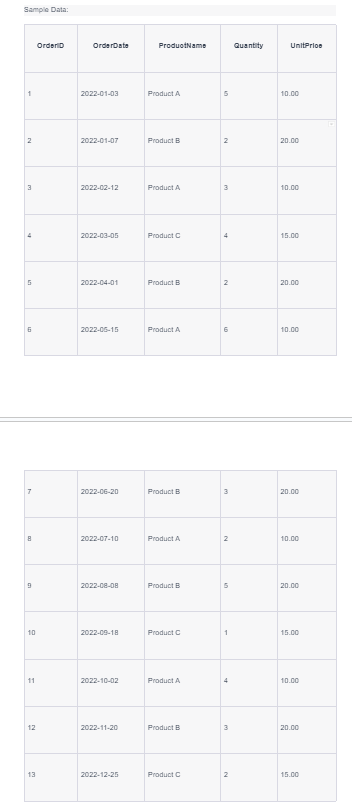 Sample Data:
OrderID OrderDate ProductName Quantity UnitPrice
1 2022-01-03 Product A 5 10.00
2 2022-01-07 Product B 2 20.00
3 2022-02-12 Product A 3 10.00
4 2022-03-05 Product C 4 15.00
5 2022-04-01 Product B 2 20.00
6 2022-05-15 Product A 6 10.00
7 2022-06-20 Product B 3 20.00
8 2022-07-10 Product A 2 10.00
9 2022-08-08 Product B 5 20.00
10 2022-09-18 Product C 1 15.00
11 2022-10-02 Product A 4 10.00
12 2022-11-20 Product B 3 20.00
13 2022-12-25 Product C 2 15.00